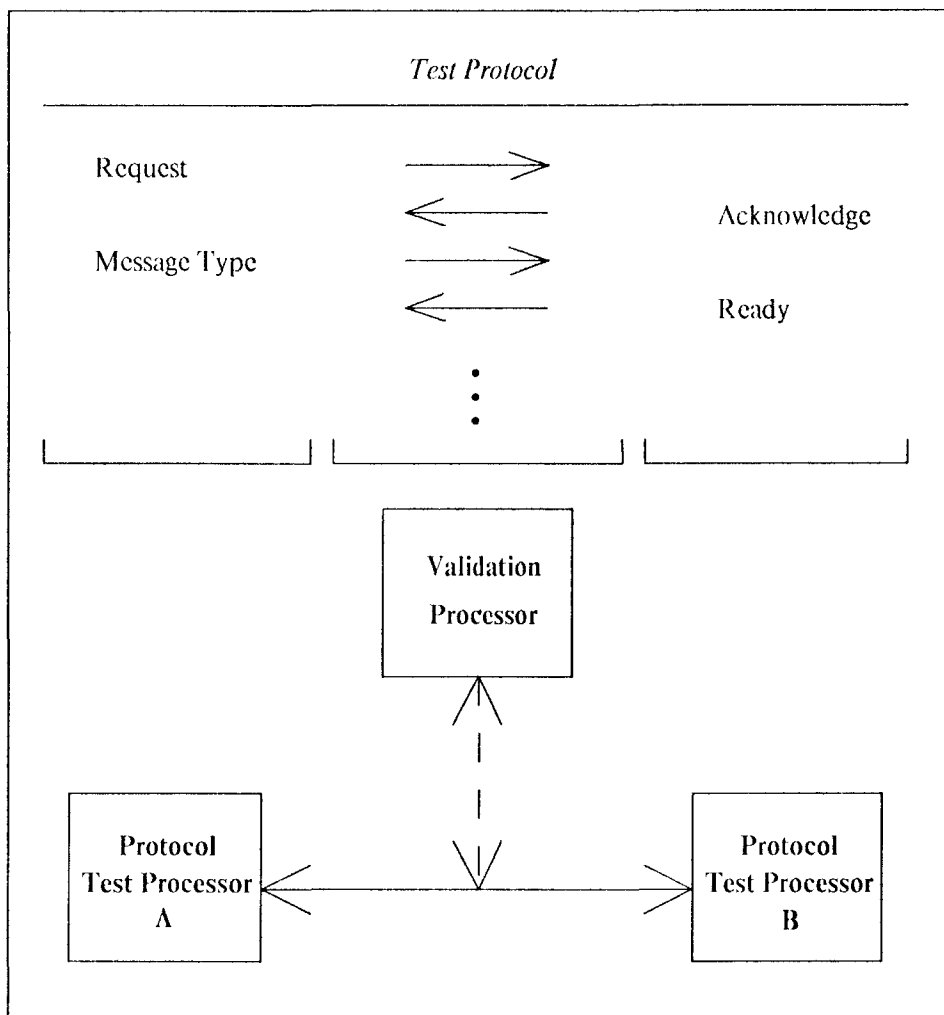 Test Protocol
Request
Acknowledge
Message Type
Ready
Validation
Processor
Protocol
Test Processor
A
Protocol
Test Processor
B